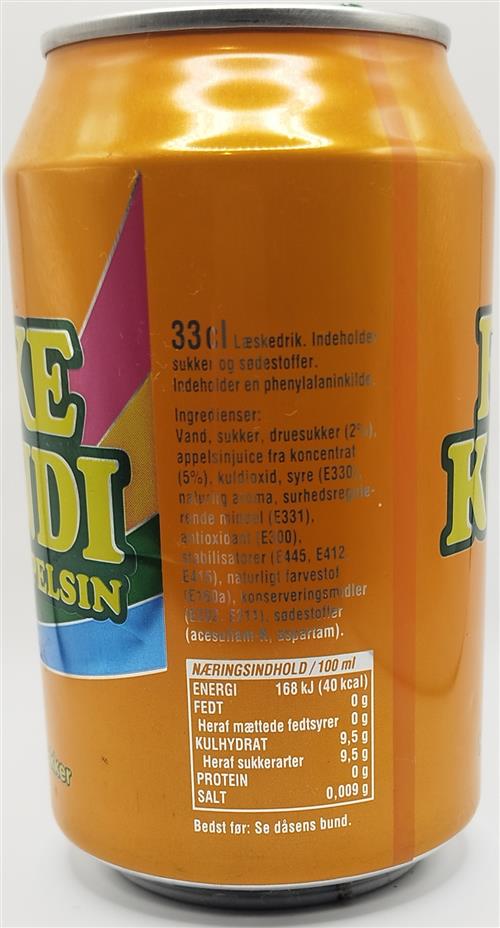 KE
NDI
ELSIN
33 cl Læskedrik. Indeholder
sukker og sødestoffer.
Indeholder en phenylalaninkilde.
Ingredienser:
Vand, sukker, druesukker (2%),
appelsinjuice fra koncentrat
(5%), kuldioxid, syre (E330),
naturlig aroma, surhedsregule-
rende middel (E331),
antioxidant (E300),
stabilisatorer (E445, E412,
naturligt farvestof
(E160a), konserveringsmidler
(E202, E211), sødestoffer
(acesulfam-K, aspartam).
NÆRINGSINDHOLD / 100 ml
ENERGI 168 kJ (40 kcal)
FEDT 0 g
Heraf mættede fedtsyrer 0 g
KULHYDRAT 9,5 g
Heraf sukkerarter 9,5 g
PROTEIN 0 g
SALT 0,009 g
Bedst før: Se dåsens bund.
K